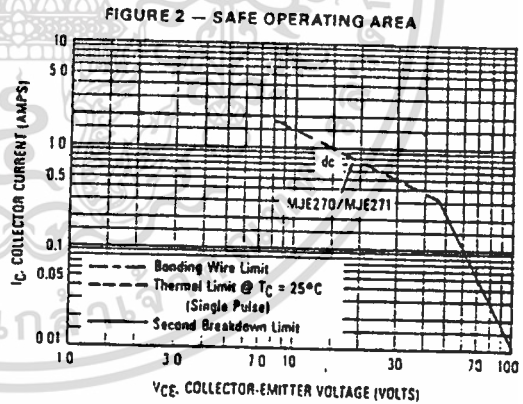 FIGURE 2 — SAFE OPERATING AREA
10
5 0
1 0
0.5
0.1
0.05
0 01
IC, COLLECTOR CURRENT (AMPS)
dc
MJE270/MJE271
Bonding Wire Limit
Thermal Limit @ TC = 25°C
(Single Pulse)
Second Breakdown Limit
1 0
3 0
7 0
10
30
70
100
VCE, COLLECTOR-EMITTER VOLTAGE (VOLTS)